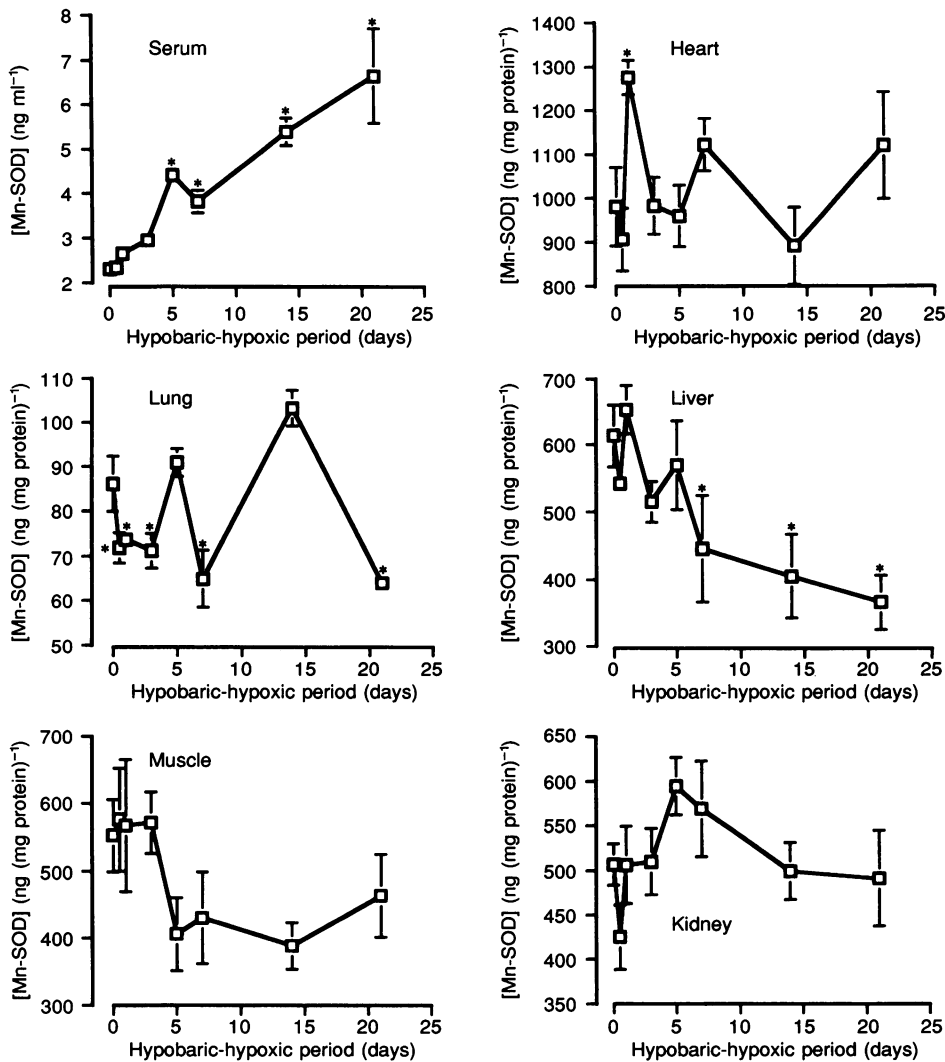 Serum
[Mn-SOD] (ng ml⁻¹)
8
7
6
5
4
3
2
* * * * *
0 5 10 15 20 25
Hypobaric-hypoxic period (days)
Heart
[Mn-SOD] (ng (mg protein)⁻¹)
1400
1300
1200
1100
1000
900
800
*
0 5 10 15 20 25
Hypobaric-hypoxic period (days)
Lung
[Mn-SOD] (ng (mg protein)⁻¹)
110
100
90
80
70
60
50
* * * * *
0 5 10 15 20 25
Hypobaric-hypoxic period (days)
Liver
[Mn-SOD] (ng (mg protein)⁻¹)
700
600
500
400
300
* * *
0 5 10 15 20 25
Hypobaric-hypoxic period (days)
Muscle
[Mn-SOD] (ng (mg protein)⁻¹)
700
600
500
400
300
0 5 10 15 20 25
Hypobaric-hypoxic period (days)
Kidney
[Mn-SOD] (ng (mg protein)⁻¹)
650
600
550
500
450
400
350
0 5 10 15 20 25
Hypobaric-hypoxic period (days)